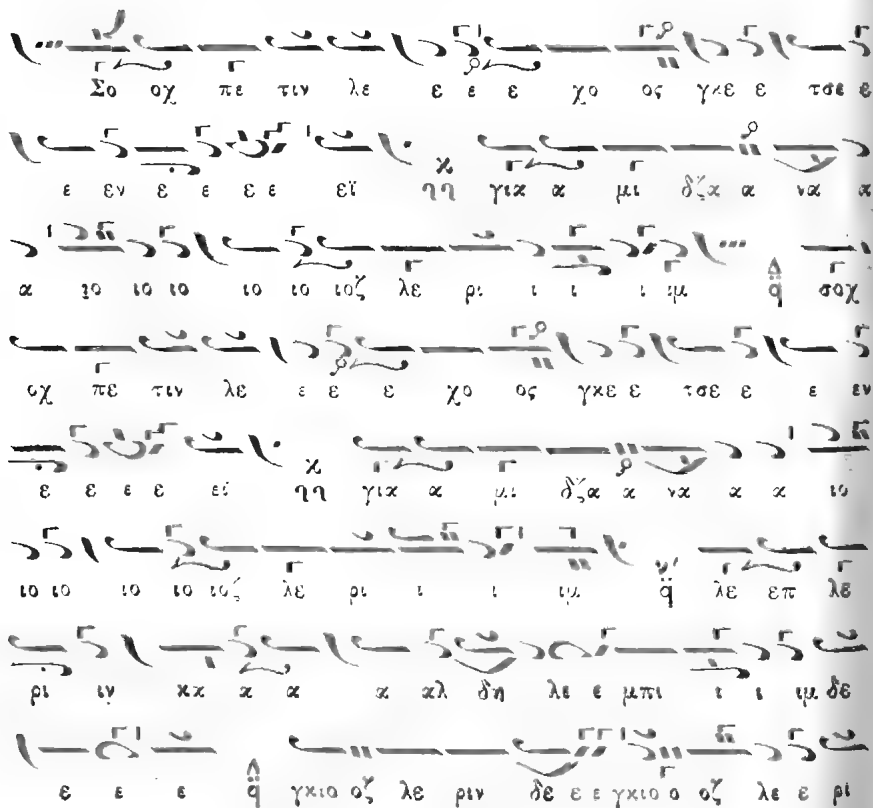 Σο οχ πε τιν λε ε ε ε χο ος γκε ε τσε ε
ε εν ε ε ε ε εϊ ηη γικ α μι δζα α να α
α ιο ιο ιο ιο ιο ιοζ λε ρι ι ι ι ιμ σοχ
οχ πε τιν λε ε ε ε χο ος γκε ε τσε ε ε εν
ε ε ε ε εϊ ηη γικ α μι δζα α να α α ιο
ιο ιο ιο ιο ιοζ λε ρι ι ι ιμ λε επ λε
ρι ιν κα α α α αλ δη λε ε μπι ι ι ιμ δε
ε ε ε γκιο οζ λε ριν δε ε ε γκιο ο οζ λε ε ρι